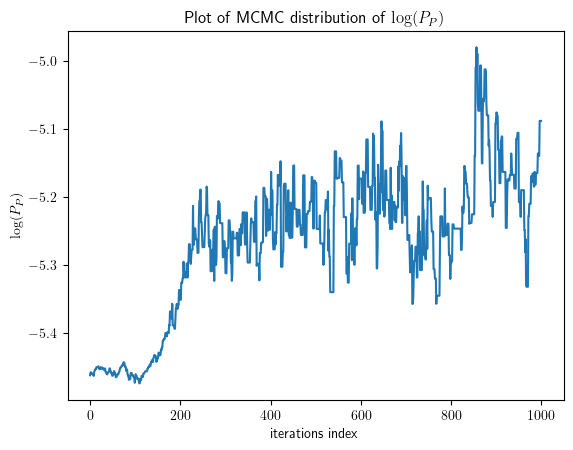 Plot of MCMC distribution of log(P_P)
−5.0
−5.1
−5.2
−5.3
−5.4
log(P_P)
0 200 400 600 800 1000
iterations index